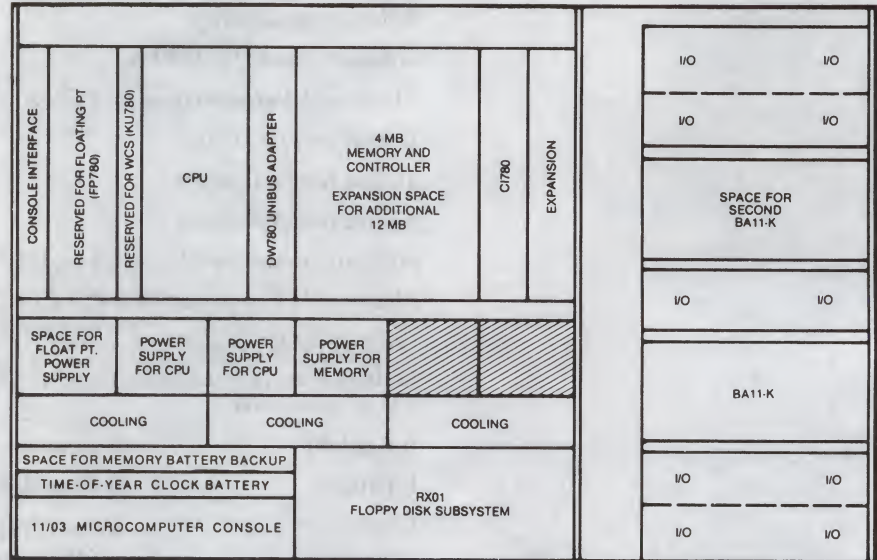 CONSOLE INTERFACE
RESERVED FOR FLOATING PT
(FP780)
RESERVED FOR WCS (KU780)
CPU
DW780 UNIBUS ADAPTER
4 MB
MEMORY AND
CONTROLLER
EXPANSION SPACE
FOR ADDITIONAL
12 MB
CI780
EXPANSION
SPACE FOR
FLOAT PT.
POWER
SUPPLY
POWER
SUPPLY
FOR CPU
POWER
SUPPLY
FOR CPU
POWER
SUPPLY FOR
MEMORY
COOLING
COOLING
COOLING
SPACE FOR MEMORY BATTERY BACKUP
TIME-OF-YEAR CLOCK BATTERY
11/03 MICROCOMPUTER CONSOLE
RX01
FLOPPY DISK SUBSYSTEM
I/O I/O
I/O I/O
SPACE FOR
SECOND
BA11-K
I/O I/O
BA11-K
I/O I/O
I/O I/O